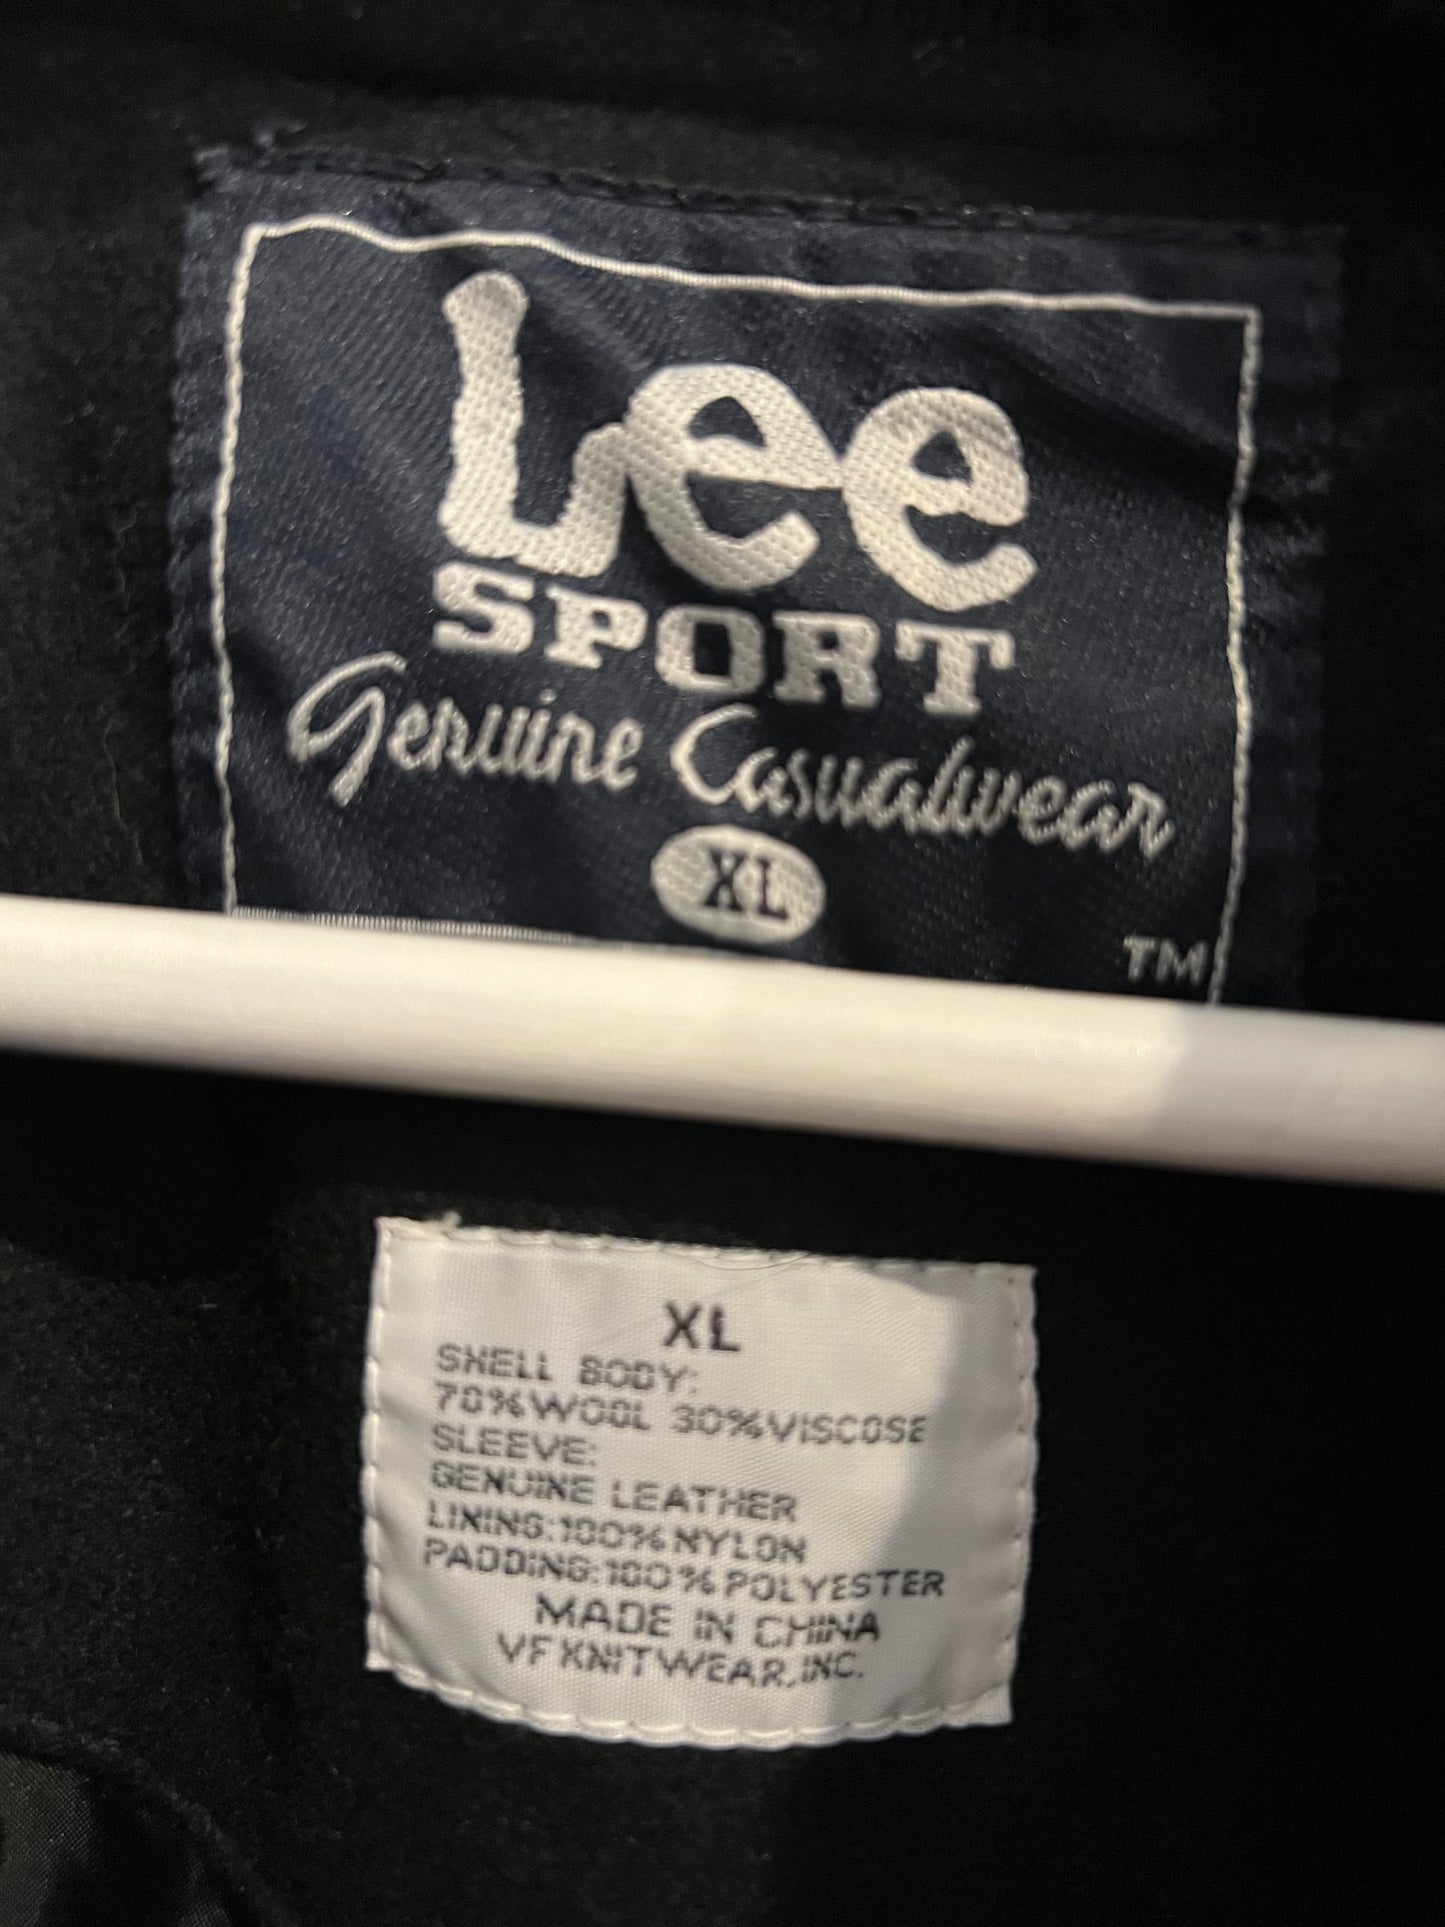 Lee
SPORT
Genuine Casualwear
XL
TM
XL
SHELL BODY:
70%WOOL 30%VISCOSE
SLEEVE:
GENUINE LEATHER
LINING:100%NYLON
PADDING:100%POLYESTER
MADE IN CHINA
VF KNITWEAR,INC.